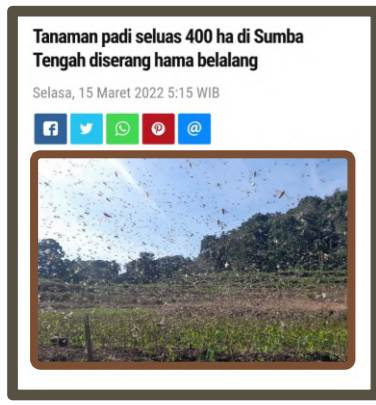 Tanaman padi seluas 400 ha di Sumba
Tengah diserang hama belalang
Selasa, 15 Maret 2022 5:15 WIB